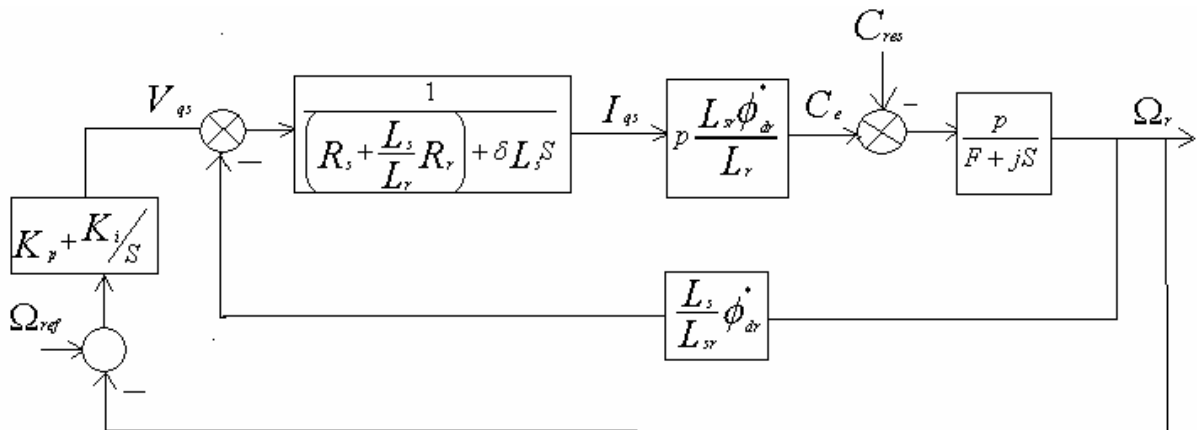 C_res
1
V_qs
(R_s + L_s/L_r R_r) + δL_sS
I_qs
p L_sr ϕ*_dr / L_r
C_e
−
p
F + jS
Ω_r
−
K_p + K_i/S
L_s/L_sr ϕ*_dr
Ω_ref
−